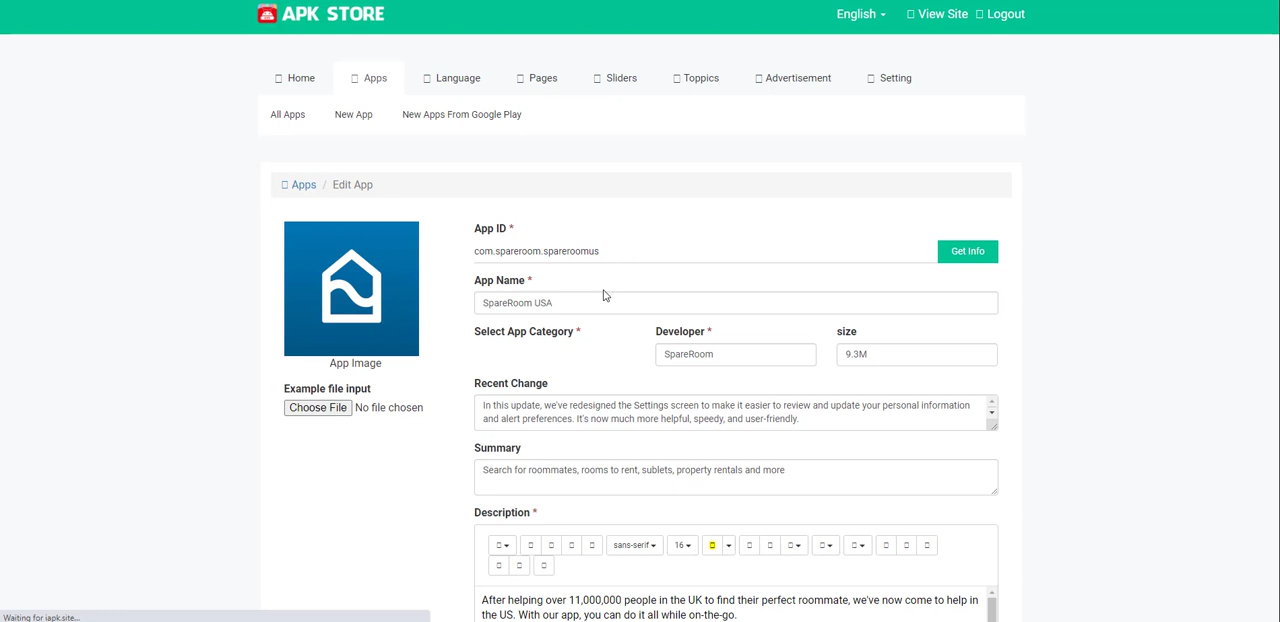 APK STORE
English View Site Logout
Home Apps Language Pages Sliders Toppics Advertisement Setting
All Apps New App New Apps From Google Play
Apps / Edit App
App ID *
com.spareroom.spareroomus Get Info
App Name *
SpareRoom USA
App Image
Example file input
Choose File No file chosen
Select App Category * Developer * size
SpareRoom 9.3M
Recent Change
In this update, we've redesigned the Settings screen to make it easier to review and update your personal information
and alert preferences. It's now much more helpful, speedy, and user-friendly.
Summary
Search for roommates, rooms to rent, sublets, property rentals and more
Description *
sans-serif 16
After helping over 11,000,000 people in the UK to find their perfect roommate, we've now come to help in
the US. With our app, you can do it all while on-the-go.
Waiting for iapk.site...